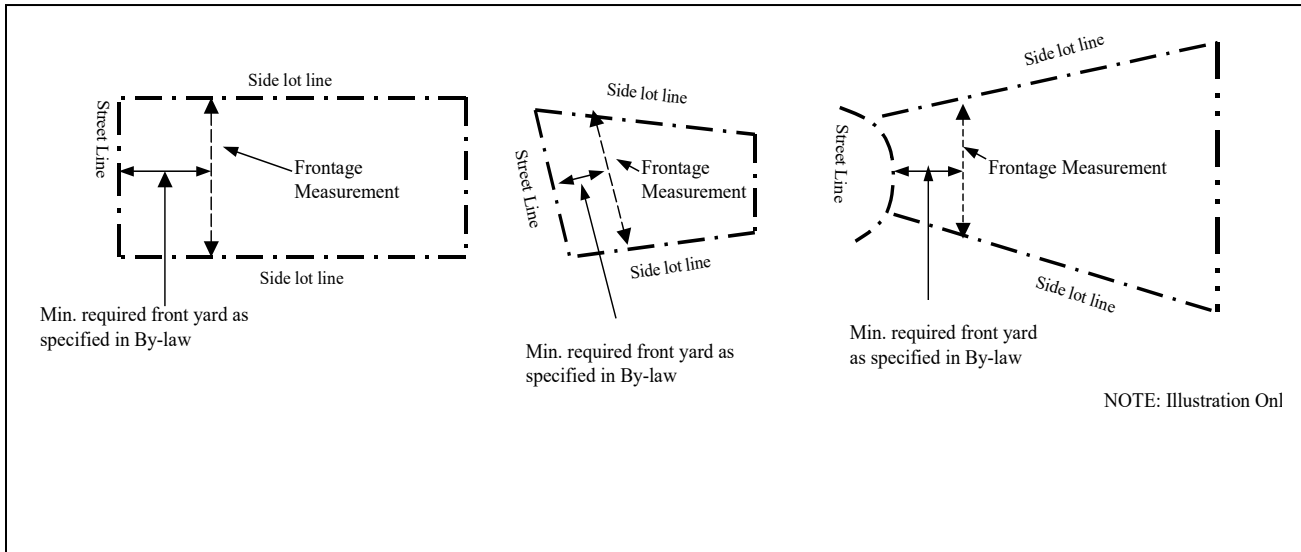 Side lot line
Street Line
Frontage
Measurement
Side lot line
Min. required front yard as
specified in By-law
Side lot line
Street Line
Frontage
Measurement
Side lot line
Min. required front yard as
specified in By-law
Side lot line
Street Line
Frontage Measurement
Side lot line
Min. required front yard
as specified in By-law
NOTE: Illustration Onl